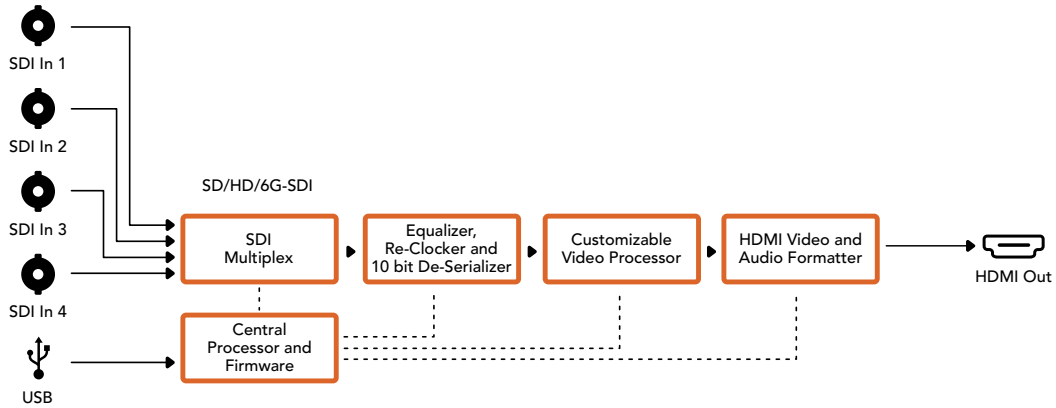 SDI In 1
SDI In 2
SDI In 3
SDI In 4
USB
SD/HD/6G-SDI
SDI
Multiplex
Equalizer,
Re-Clocker and
10 bit De-Serializer
Customizable
Video Processor
HDMI Video and
Audio Formatter
HDMI Out
Central
Processor and
Firmware